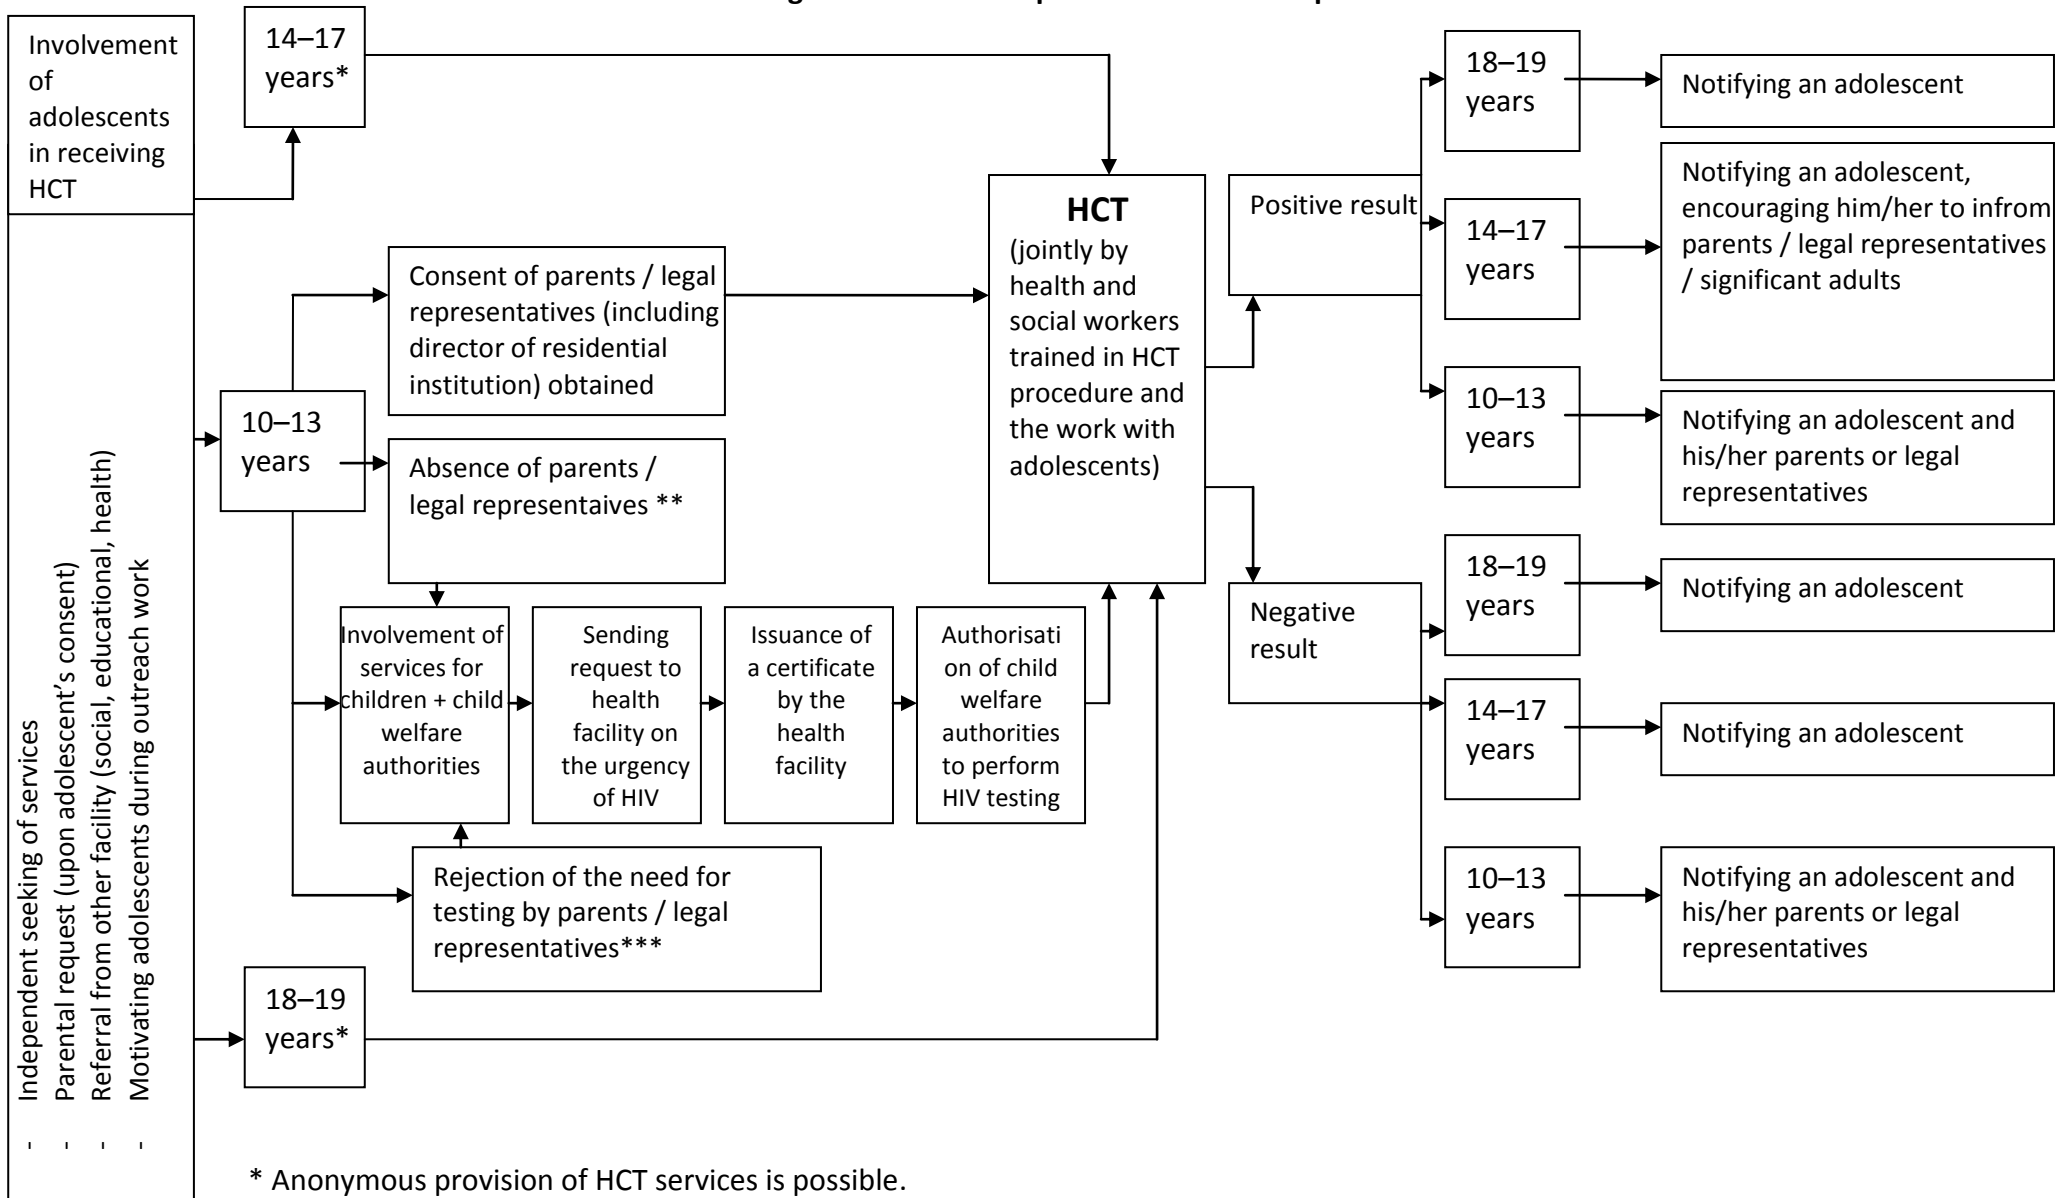 Involvement
of
adolescents
in receiving
HCT
- Independent seeking of services
- Parental request (upon adolescent's consent)
- Referral from other facility (social, educational, health)
- Motivating adolescents during outreach work
14–17
years*
10–13
years
18–19
years*
Consent of parents / legal
representatives (including
director of residential
institution) obtained
Absence of parents /
legal representaives **
Involvement of
services for
children + child
welfare
authorities
Sending
request to
health
facility on
the urgency
of HIV
Issuance of
a certificate
by the
health
facility
Authorisati
on of child
welfare
authorities
to perform
HIV testing
Rejection of the need for
testing by parents / legal
representatives***
HCT
(jointly by
health and
social workers
trained in HCT
procedure and
the work with
adolescents)
Positive result
18–19
years
Notifying an adolescent
14–17
years
Notifying an adolescent,
encouraging him/her to infrom
parents / legal representatives
/ significant adults
10–13
years
Notifying an adolescent and
his/her parents or legal
representatives
Negative
result
18–19
years
Notifying an adolescent
14–17
years
Notifying an adolescent
10–13
years
Notifying an adolescent and
his/her parents or legal
representatives
* Anonymous provision of HCT services is possible.